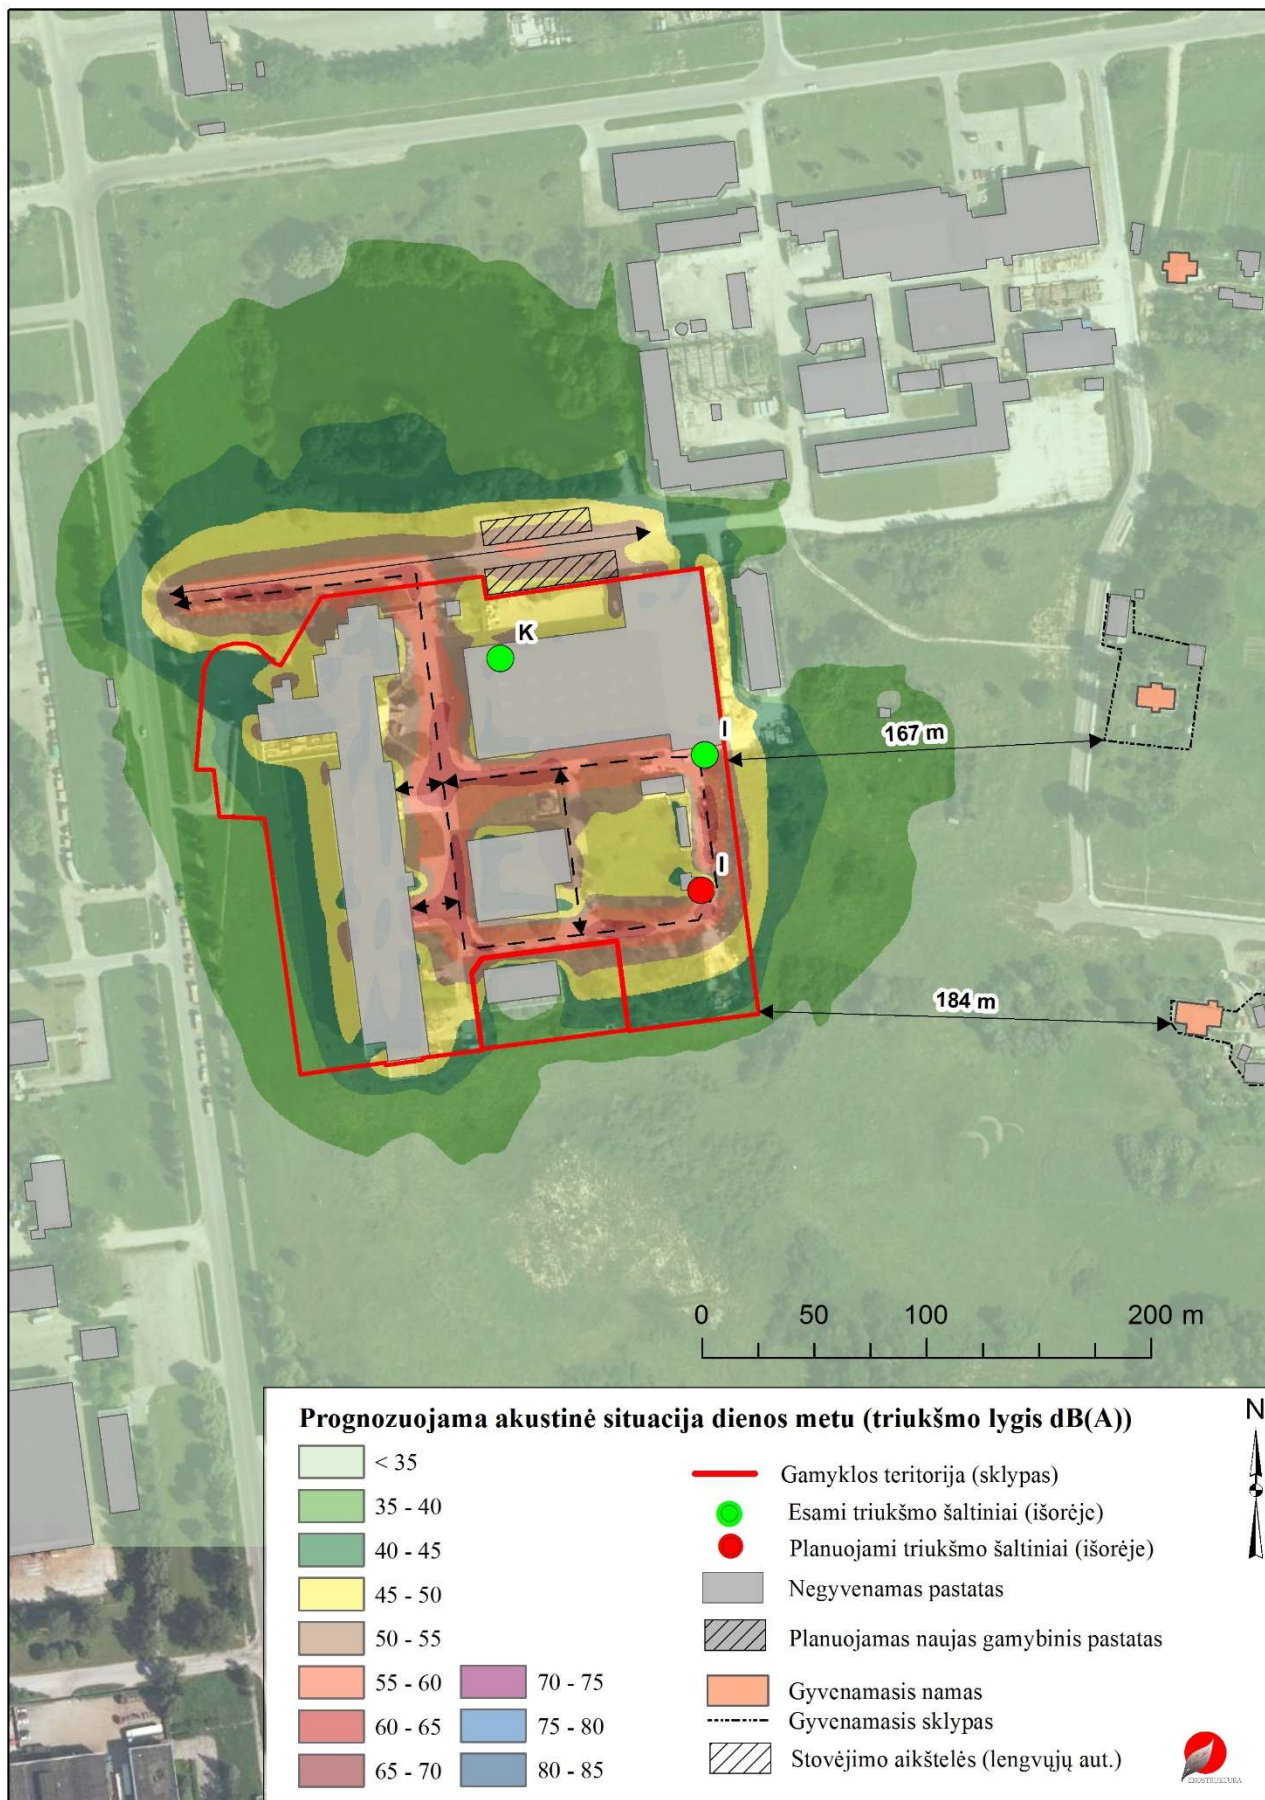 K
I
167 m
I
184 m
0 50 100 200 m
Prognozuojama akustinė situacija dienos metu (triukšmo lygis dB(A))
N
< 35
35 - 40
40 - 45
45 - 50
50 - 55
55 - 60
60 - 65
65 - 70
70 - 75
75 - 80
80 - 85
Gamyklos teritorija (sklypas)
Esami triukšmo šaltiniai (išorėje)
Planuojami triukšmo šaltiniai (išorėje)
Negyvenamas pastatas
Planuojamas naujas gamybinis pastatas
Gyvenamasis namas
Gyvenamasis sklypas
Stovėjimo aikštelės (lengvųjų aut.)
EKOSTRUKTURA